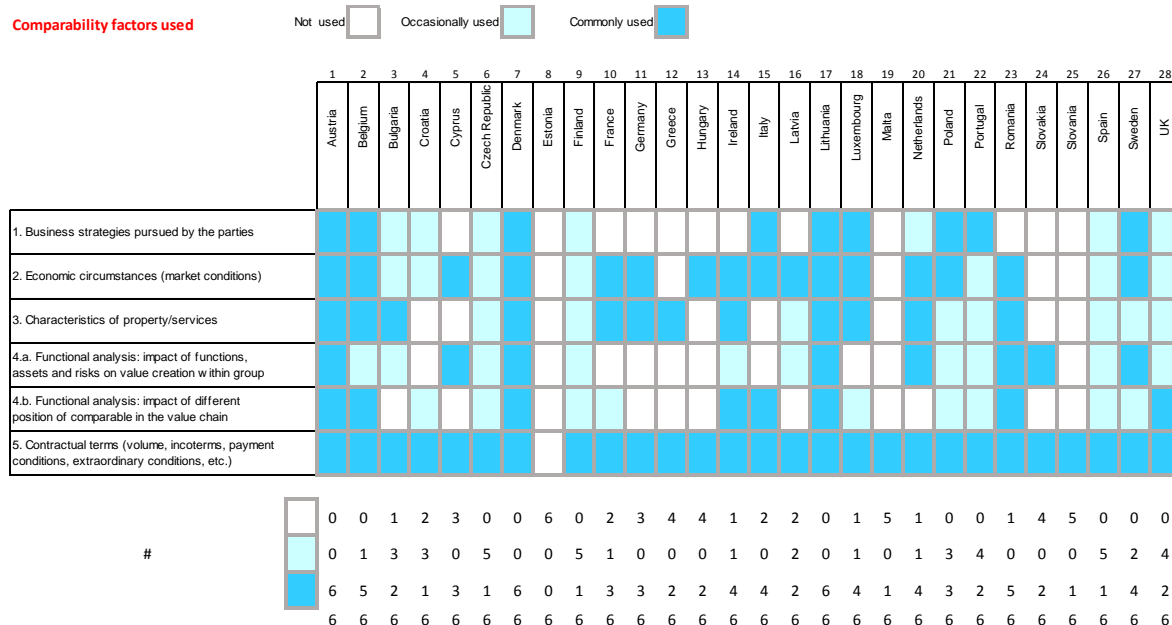 Comparability factors used
Not used
Occasionally used
Commonly used
1 2 3 4 5 6 7 8 9 10 11 12 13 14 15 16 17 18 19 20 21 22 23 24 25 26 27 28
Austria
Belgium
Bulgaria
Croatia
Cyprus
Czech Republic
Denmark
Estonia
Finland
France
Germany
Greece
Hungary
Ireland
Italy
Latvia
Lithuania
Luxembourg
Malta
Netherlands
Poland
Portugal
Romania
Slovakia
Slovania
Spain
Sweden
UK
1. Business strategies pursued by the parties
2. Economic circumstances (market conditions)
3. Characteristics of property/services
4.a. Functional analysis: impact of functions,
assets and risks on value creation within group
4.b. Functional analysis: impact of different
position of comparable in the value chain
5. Contractual terms (volume, incoterms, payment
conditions, extraordinary conditions, etc.)
0 0 1 2 3 0 0 6 0 2 3 4 4 1 2 2 0 1 5 1 0 0 1 4 5 0 0 0
# 0 1 3 3 0 5 0 0 5 1 0 0 0 1 0 2 0 1 0 1 3 4 0 0 0 5 2 4
6 5 2 1 3 1 6 0 1 3 3 2 2 4 4 2 6 4 1 4 3 2 5 2 1 1 4 2
6 6 6 6 6 6 6 6 6 6 6 6 6 6 6 6 6 6 6 6 6 6 6 6 6 6 6 6